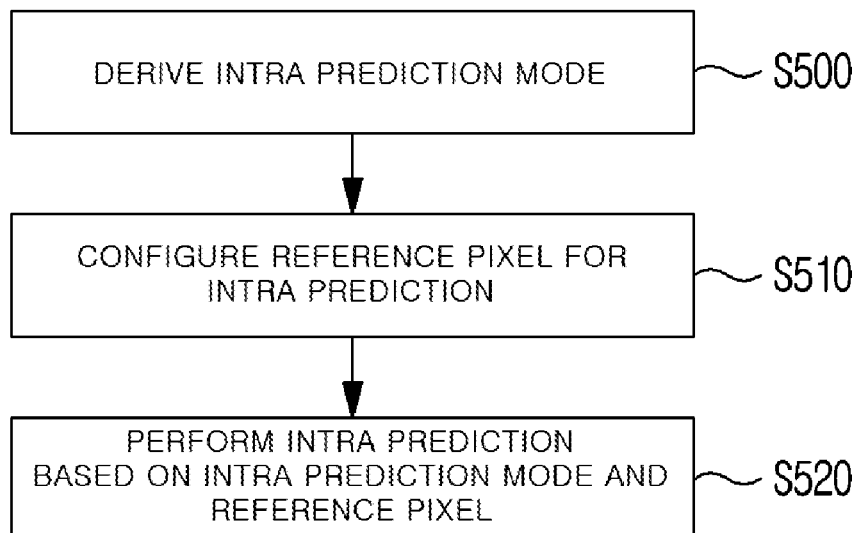 DERIVE INTRA PREDICTION MODE
S500
CONFIGURE REFERENCE PIXEL FOR
INTRA PREDICTION
S510
PERFORM INTRA PREDICTION
BASED ON INTRA PREDICTION MODE AND
REFERENCE PIXEL
S520